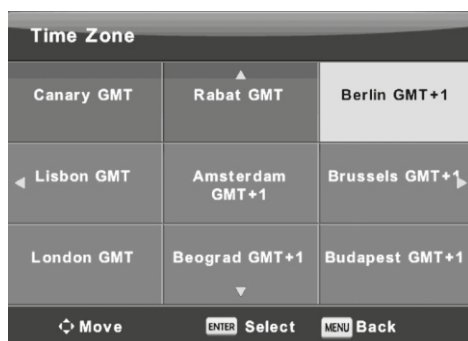 Time Zone
Canary GMT
Rabat GMT
Berlin GMT+1
Lisbon GMT
Amsterdam
GMT+1
Brussels GMT+1
London GMT
Beograd GMT+1
Budapest GMT+1
Move
ENTER Select
MENU Back